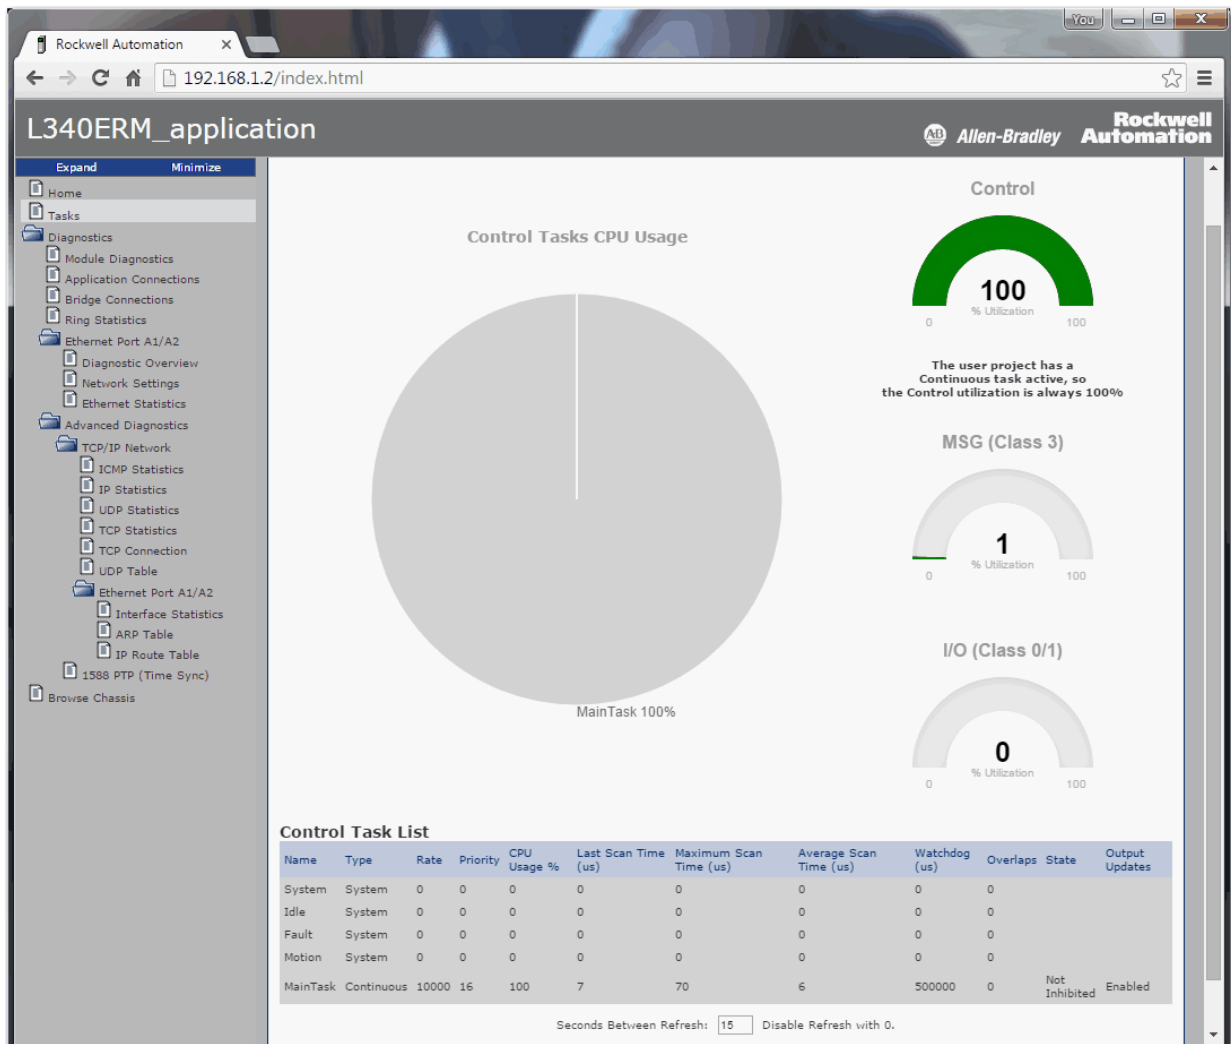 You
Rockwell Automation
192.168.1.2/index.html
L340ERM_application
AB Allen-Bradley
Rockwell
Automation
Expand Minimize
Home
Tasks
Diagnostics
Module Diagnostics
Application Connections
Bridge Connections
Ring Statistics
Ethernet Port A1/A2
Diagnostic Overview
Network Settings
Ethernet Statistics
Advanced Diagnostics
TCP/IP Network
ICMP Statistics
IP Statistics
UDP Statistics
TCP Statistics
TCP Connection
UDP Table
Ethernet Port A1/A2
Interface Statistics
ARP Table
IP Route Table
1588 PTP (Time Sync)
Browse Chassis
Control Tasks CPU Usage
MainTask 100%
Control
100
% Utilization
0 100
The user project has a
Continuous task active, so
the Control utilization is always 100%
MSG (Class 3)
1
% Utilization
0 100
I/O (Class 0/1)
0
% Utilization
0 100
Control Task List
Name Type Rate Priority CPU Usage % Last Scan Time (us) Maximum Scan Time (us) Average Scan Time (us) Watchdog (us) Overlaps State Output Updates
System System 0 0 0 0 0 0 0 0
Idle System 0 0 0 0 0 0 0 0
Fault System 0 0 0 0 0 0 0 0
Motion System 0 0 0 0 0 0 0 0
MainTask Continuous 10000 16 100 7 70 6 500000 0 Not Inhibited Enabled
Seconds Between Refresh: 15 Disable Refresh with 0.